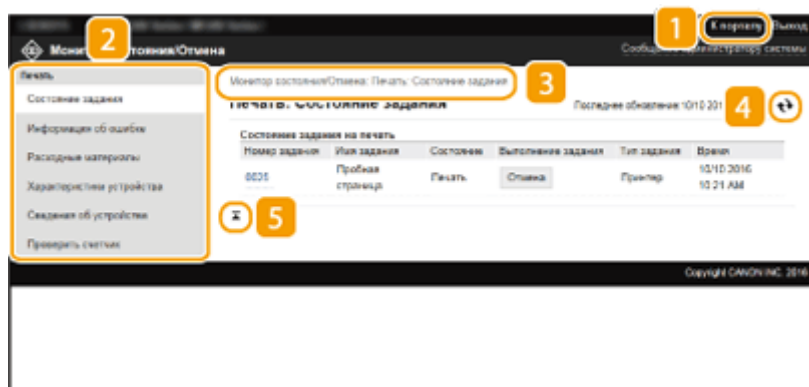 1
К порталу Выход
2
Монитор состояния/Отмена
Сообщение администратору системы
Печать
Состояние задания
Информация об ошибке
Расходные материалы
Характеристики устройства
Сведения об устройстве
Проверить счетчик
Монитор состояния/Отмена: Печать: Состояние задания
3
Печать: Состояние задания
Последнее обновление: 10/10 201
4
Состояние задания на печать
Номер задания Имя задания Состояние Выполнение задания Тип задания Время
0025 Пробная страница Печать Отмена Принтер 10/10 2016 10:21 AM
5
Copyright CANON INC. 2016